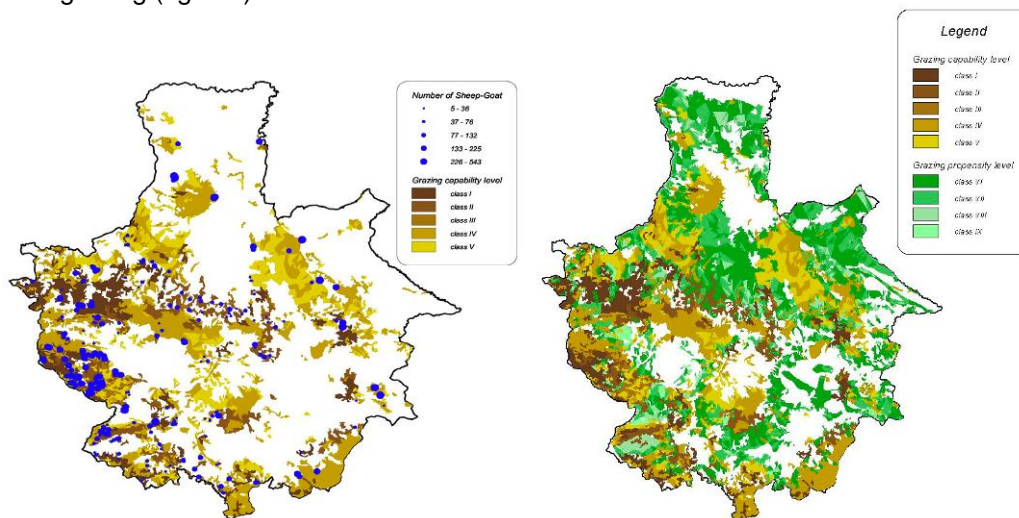 Number of Sheep-Goat
5 - 36
37 - 76
77 - 132
133 - 225
226 - 543
Grazing capability level
class I
class II
class III
class IV
class V
Legend
Grazing capability level
class I
class II
class III
class IV
class V
Grazing propensity level
class VI
class VII
class VIII
class IX